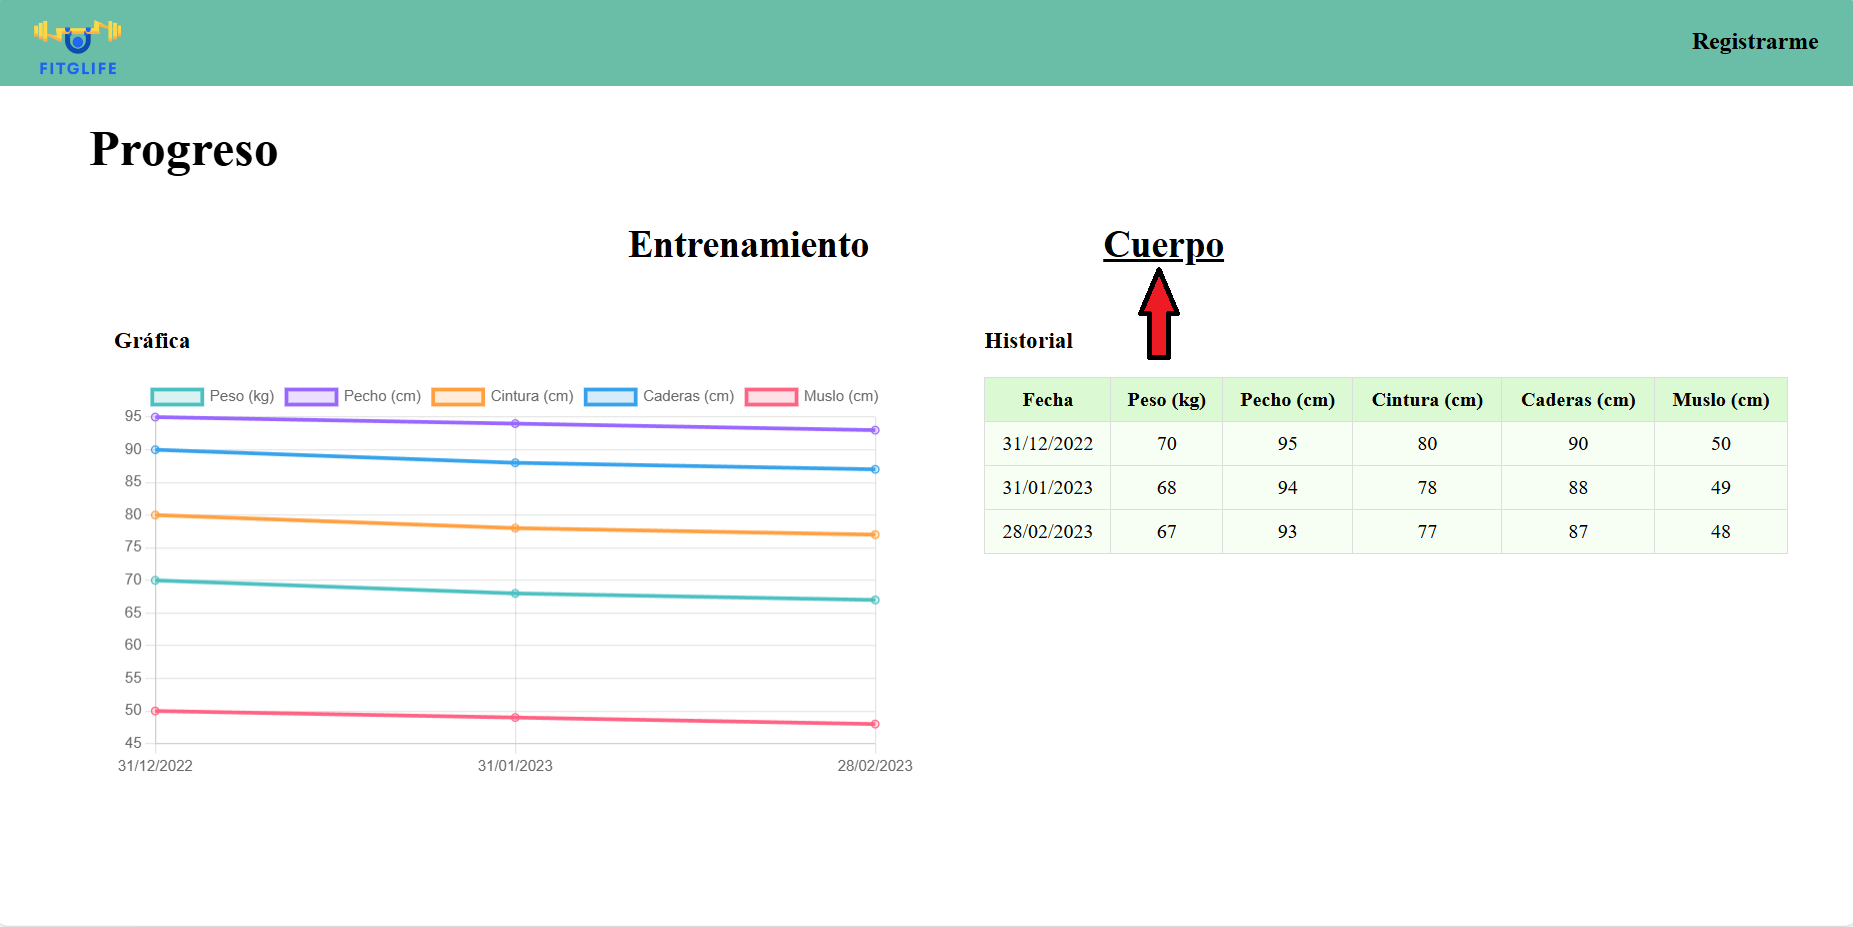 FITGLIFE
Registrarme
Progreso
Entrenamiento Cuerpo
Gráfica
Peso (kg) Pecho (cm) Cintura (cm) Caderas (cm) Muslo (cm)
95
90
85
80
75
70
65
60
55
50
45
31/12/2022 31/01/2023 28/02/2023
Historial
Fecha Peso (kg) Pecho (cm) Cintura (cm) Caderas (cm) Muslo (cm)
31/12/2022 70 95 80 90 50
31/01/2023 68 94 78 88 49
28/02/2023 67 93 77 87 48